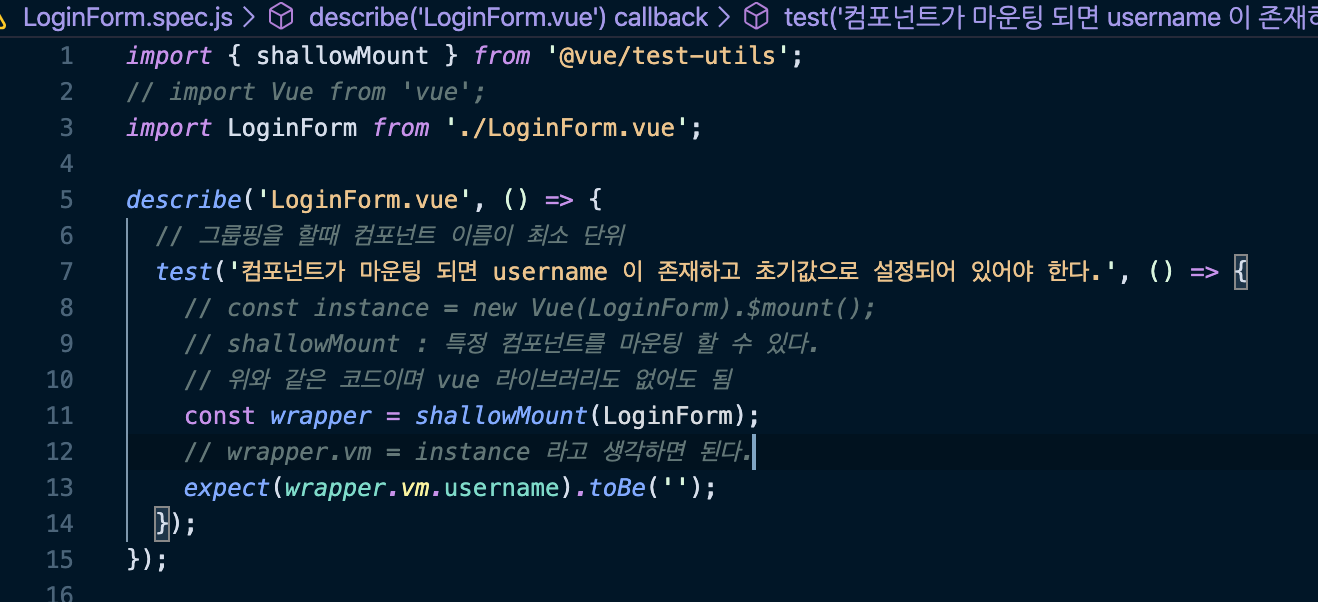 LoginForm.spec.js > describe('LoginForm.vue') callback > test('컴포넌트가 마운팅 되면 username 이 존재하
1 import { shallowMount } from '@vue/test-utils';
2 // import Vue from 'vue';
3 import LoginForm from './LoginForm.vue';
4
5 describe('LoginForm.vue', () => {
6 // 그룹핑을 할때 컴포넌트 이름이 최소 단위
7 test('컴포넌트가 마운팅 되면 username 이 존재하고 초기값으로 설정되어 있어야 한다.', () => {
8 // const instance = new Vue(LoginForm).$mount();
9 // shallowMount : 특정 컴포넌트를 마운팅 할 수 있다.
10 // 위와 같은 코드이며 vue 라이브러리도 없어도 됨
11 const wrapper = shallowMount(LoginForm);
12 // wrapper.vm = instance 라고 생각하면 된다.
13 expect(wrapper.vm.username).toBe('');
14 });
15 });
16